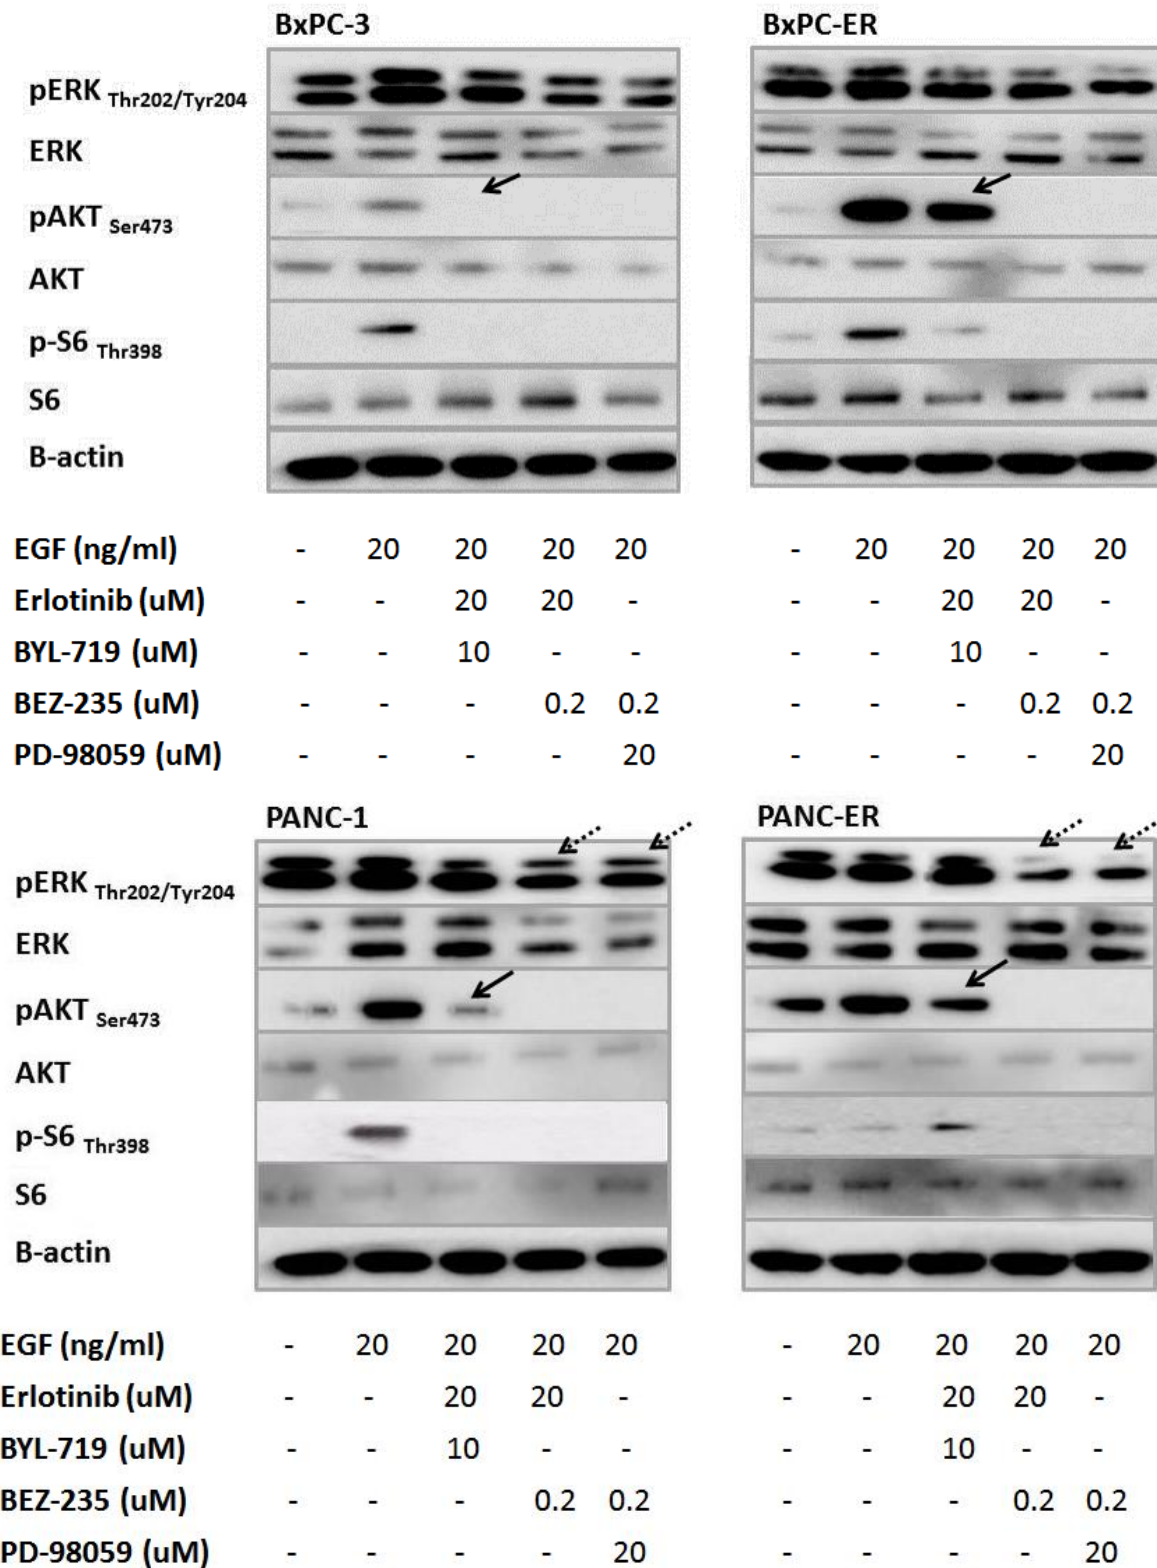 BxPC-3 BxPC-ER
pERK Thr202/Tyr204
ERK
pAKT Ser473
AKT
p-S6 Thr398
S6
B-actin
EGF (ng/ml) - 20 20 20 20 - 20 20 20 20
Erlotinib (uM) - - 20 20 - - - 20 20 -
BYL-719 (uM) - - 10 - - - - 10 - -
BEZ-235 (uM) - - - 0.2 0.2 - - - 0.2 0.2
PD-98059 (uM) - - - - 20 - - - - 20
PANC-1 PANC-ER
pERK Thr202/Tyr204
ERK
pAKT Ser473
AKT
p-S6 Thr398
S6
B-actin
EGF (ng/ml) - 20 20 20 20 - 20 20 20 20
Erlotinib (uM) - - 20 20 - - - 20 20 -
BYL-719 (uM) - - 10 - - - - 10 - -
BEZ-235 (uM) - - - 0.2 0.2 - - - 0.2 0.2
PD-98059 (uM) - - - - 20 - - - - 20